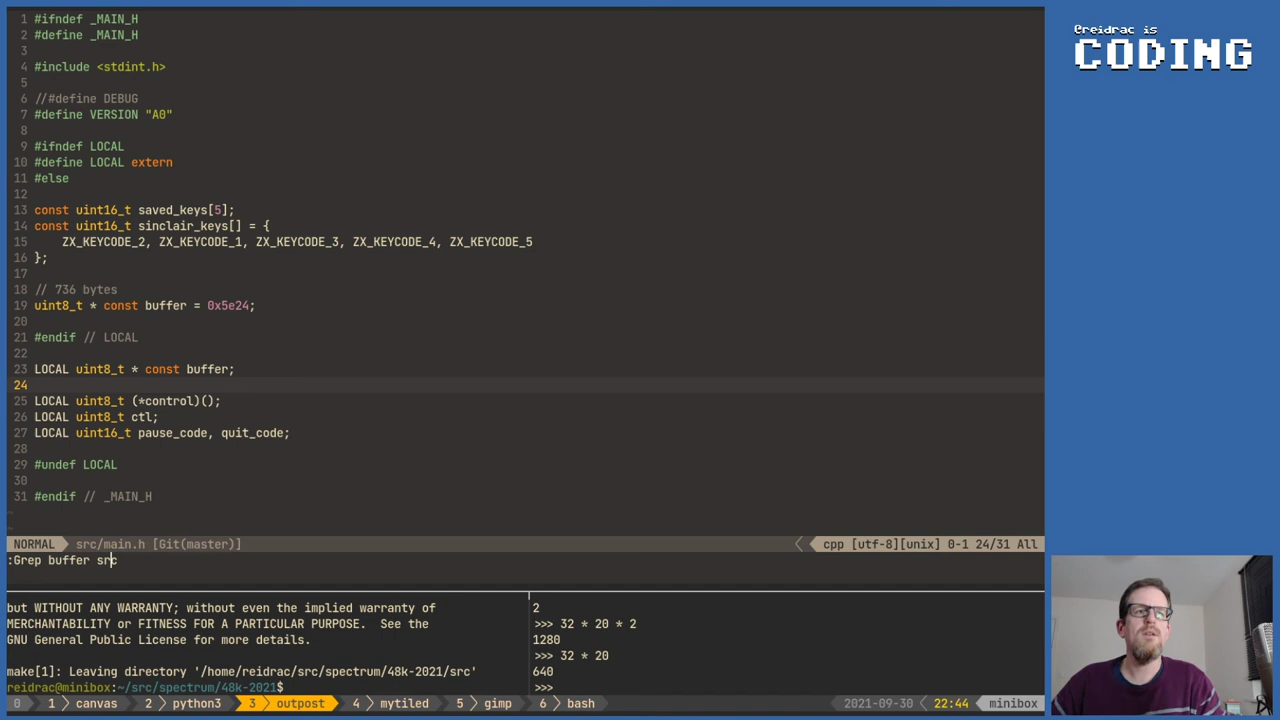 1 #ifndef _MAIN_H
2 #define _MAIN_H
3
4 #include <stdint.h>
5
6 //#define DEBUG
7 #define VERSION "A0"
8
9 #ifndef LOCAL
10 #define LOCAL extern
11 #else
12
13 const uint16_t saved_keys[5];
14 const uint16_t sinclair_keys[] = {
15     ZX_KEYCODE_2, ZX_KEYCODE_1, ZX_KEYCODE_3, ZX_KEYCODE_4, ZX_KEYCODE_5
16 };
17
18 // 736 bytes
19 uint8_t * const buffer = 0x5e24;
20
21 #endif // LOCAL
22
23 LOCAL uint8_t * const buffer;
24
25 LOCAL uint8_t (*control)();
26 LOCAL uint8_t ctl;
27 LOCAL uint16_t pause_code, quit_code;
28
29 #undef LOCAL
30
31 #endif // _MAIN_H
~
~
NORMAL src/main.h [Git(master)] cpp [utf-8][unix] 0-1 24/31 All
:Grep buffer src
but WITHOUT ANY WARRANTY; without even the implied warranty of
MERCHANTABILITY or FITNESS FOR A PARTICULAR PURPOSE.  See the
GNU General Public License for more details.
make[1]: Leaving directory '/home/reidrac/src/spectrum/48k-2021/src'
reidrac@minibox:~/src/spectrum/48k-2021$
2
>>> 32 * 20 * 2
1280
>>> 32 * 20
640
>>>
0 1 canvas 2 python3 3 outpost 4 mytiled 5 gimp 6 bash 2021-09-30 22:44 minibox
@reidrac is
CODING